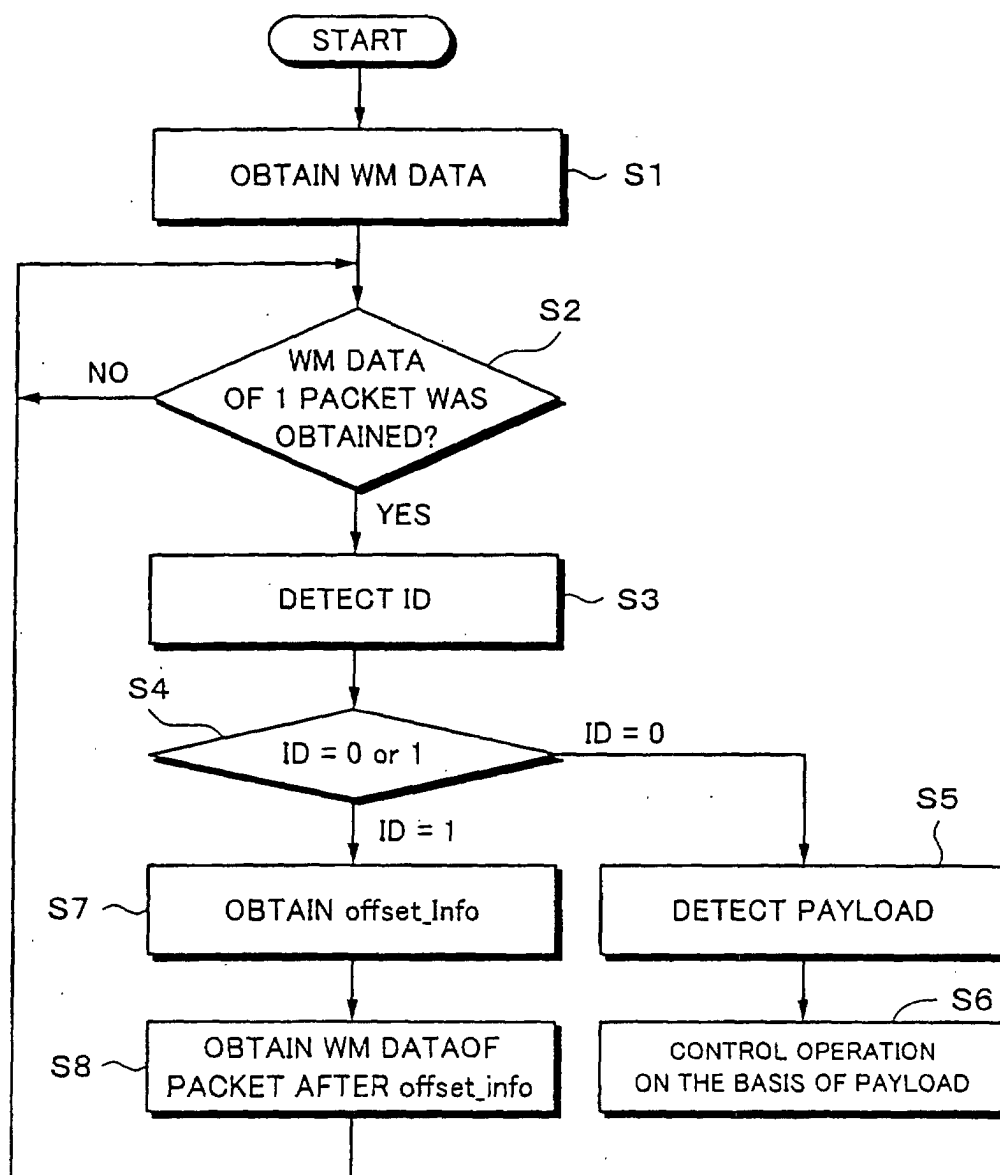 START
OBTAIN WM DATA
S1
S2
WM DATA
OF 1 PACKET WAS
OBTAINED?
NO
YES
DETECT ID
S3
S4
ID = 0 or 1
ID = 0
ID = 1
S5
S7
OBTAIN offset_Info
DETECT PAYLOAD
S6
S8
OBTAIN WM DATAOF
PACKET AFTER offset_info
CONTROL OPERATION
ON THE BASIS OF PAYLOAD